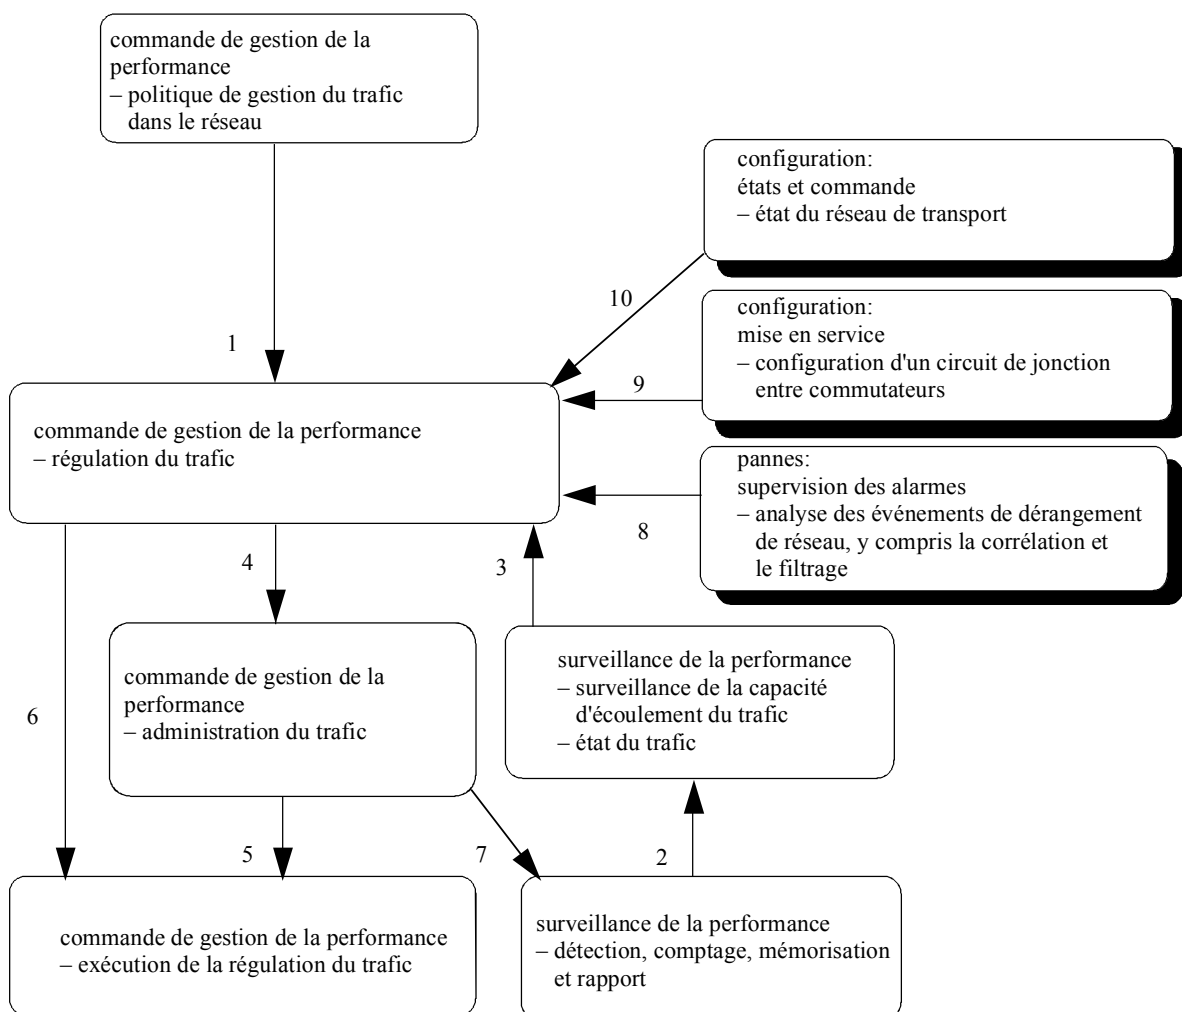 commande de gestion de la
performance
– politique de gestion du trafic
dans le réseau
configuration:
états et commande
– état du réseau de transport
10
configuration:
mise en service
– configuration d'un circuit de jonction
entre commutateurs
1
9
commande de gestion de la performance
– régulation du trafic
pannes:
supervision des alarmes
– analyse des événements de dérangement
de réseau, y compris la corrélation et
le filtrage
8
4
3
commande de gestion de la
performance
– administration du trafic
surveillance de la performance
– surveillance de la capacité
d'écoulement du trafic
– état du trafic
6
5
7
2
commande de gestion de la performance
– exécution de la régulation du trafic
surveillance de la performance
– détection, comptage, mémorisation
et rapport